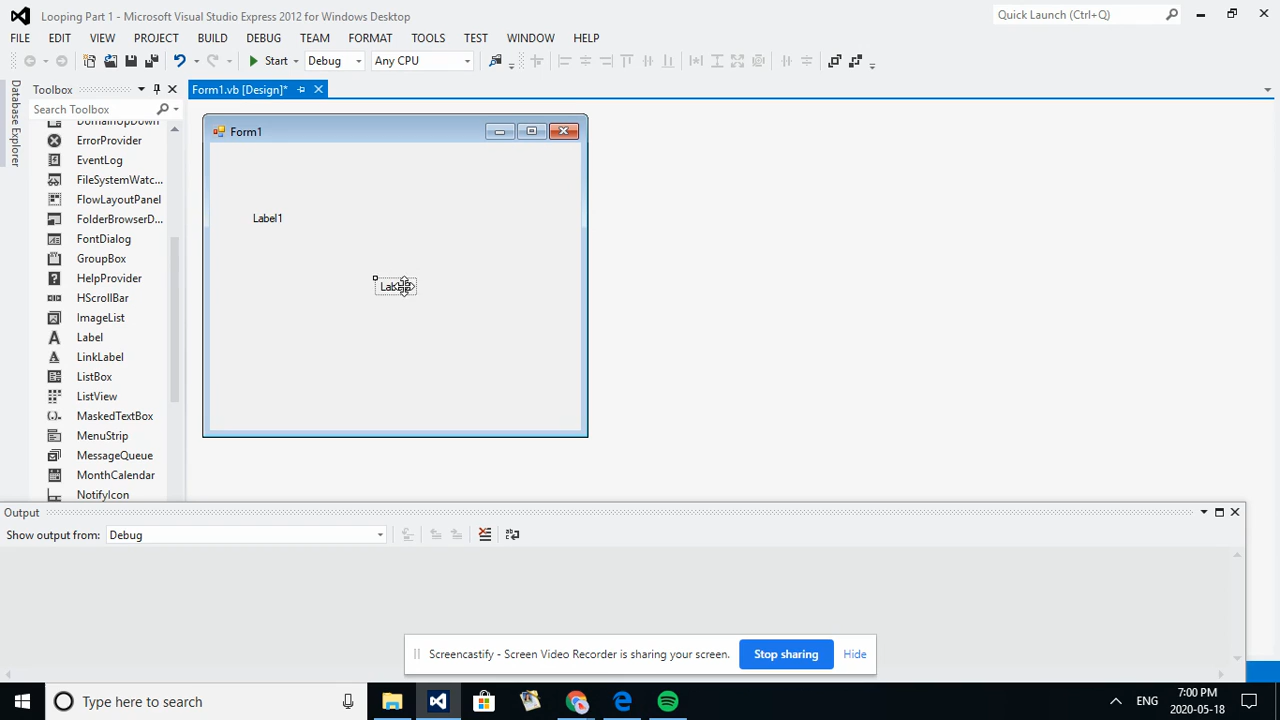 Looping Part 1 - Microsoft Visual Studio Express 2012 for Windows Desktop
Quick Launch (Ctrl+Q)
FILE EDIT VIEW PROJECT BUILD DEBUG TEAM FORMAT TOOLS TEST WINDOW HELP
Start Debug Any CPU
Database Explorer
Toolbox
Form1.vb [Design]*
Search Toolbox
DomainUpDown
ErrorProvider
EventLog
FileSystemWatc...
FlowLayoutPanel
FolderBrowserD...
FontDialog
GroupBox
HelpProvider
HScrollBar
ImageList
Label
LinkLabel
ListBox
ListView
MaskedTextBox
MenuStrip
MessageQueue
MonthCalendar
NotifyIcon
Form1
Label1
Output
Show output from: Debug
Screencastify - Screen Video Recorder is sharing your screen.
Stop sharing
Hide
Type here to search
ENG
7:00 PM
2020-05-18